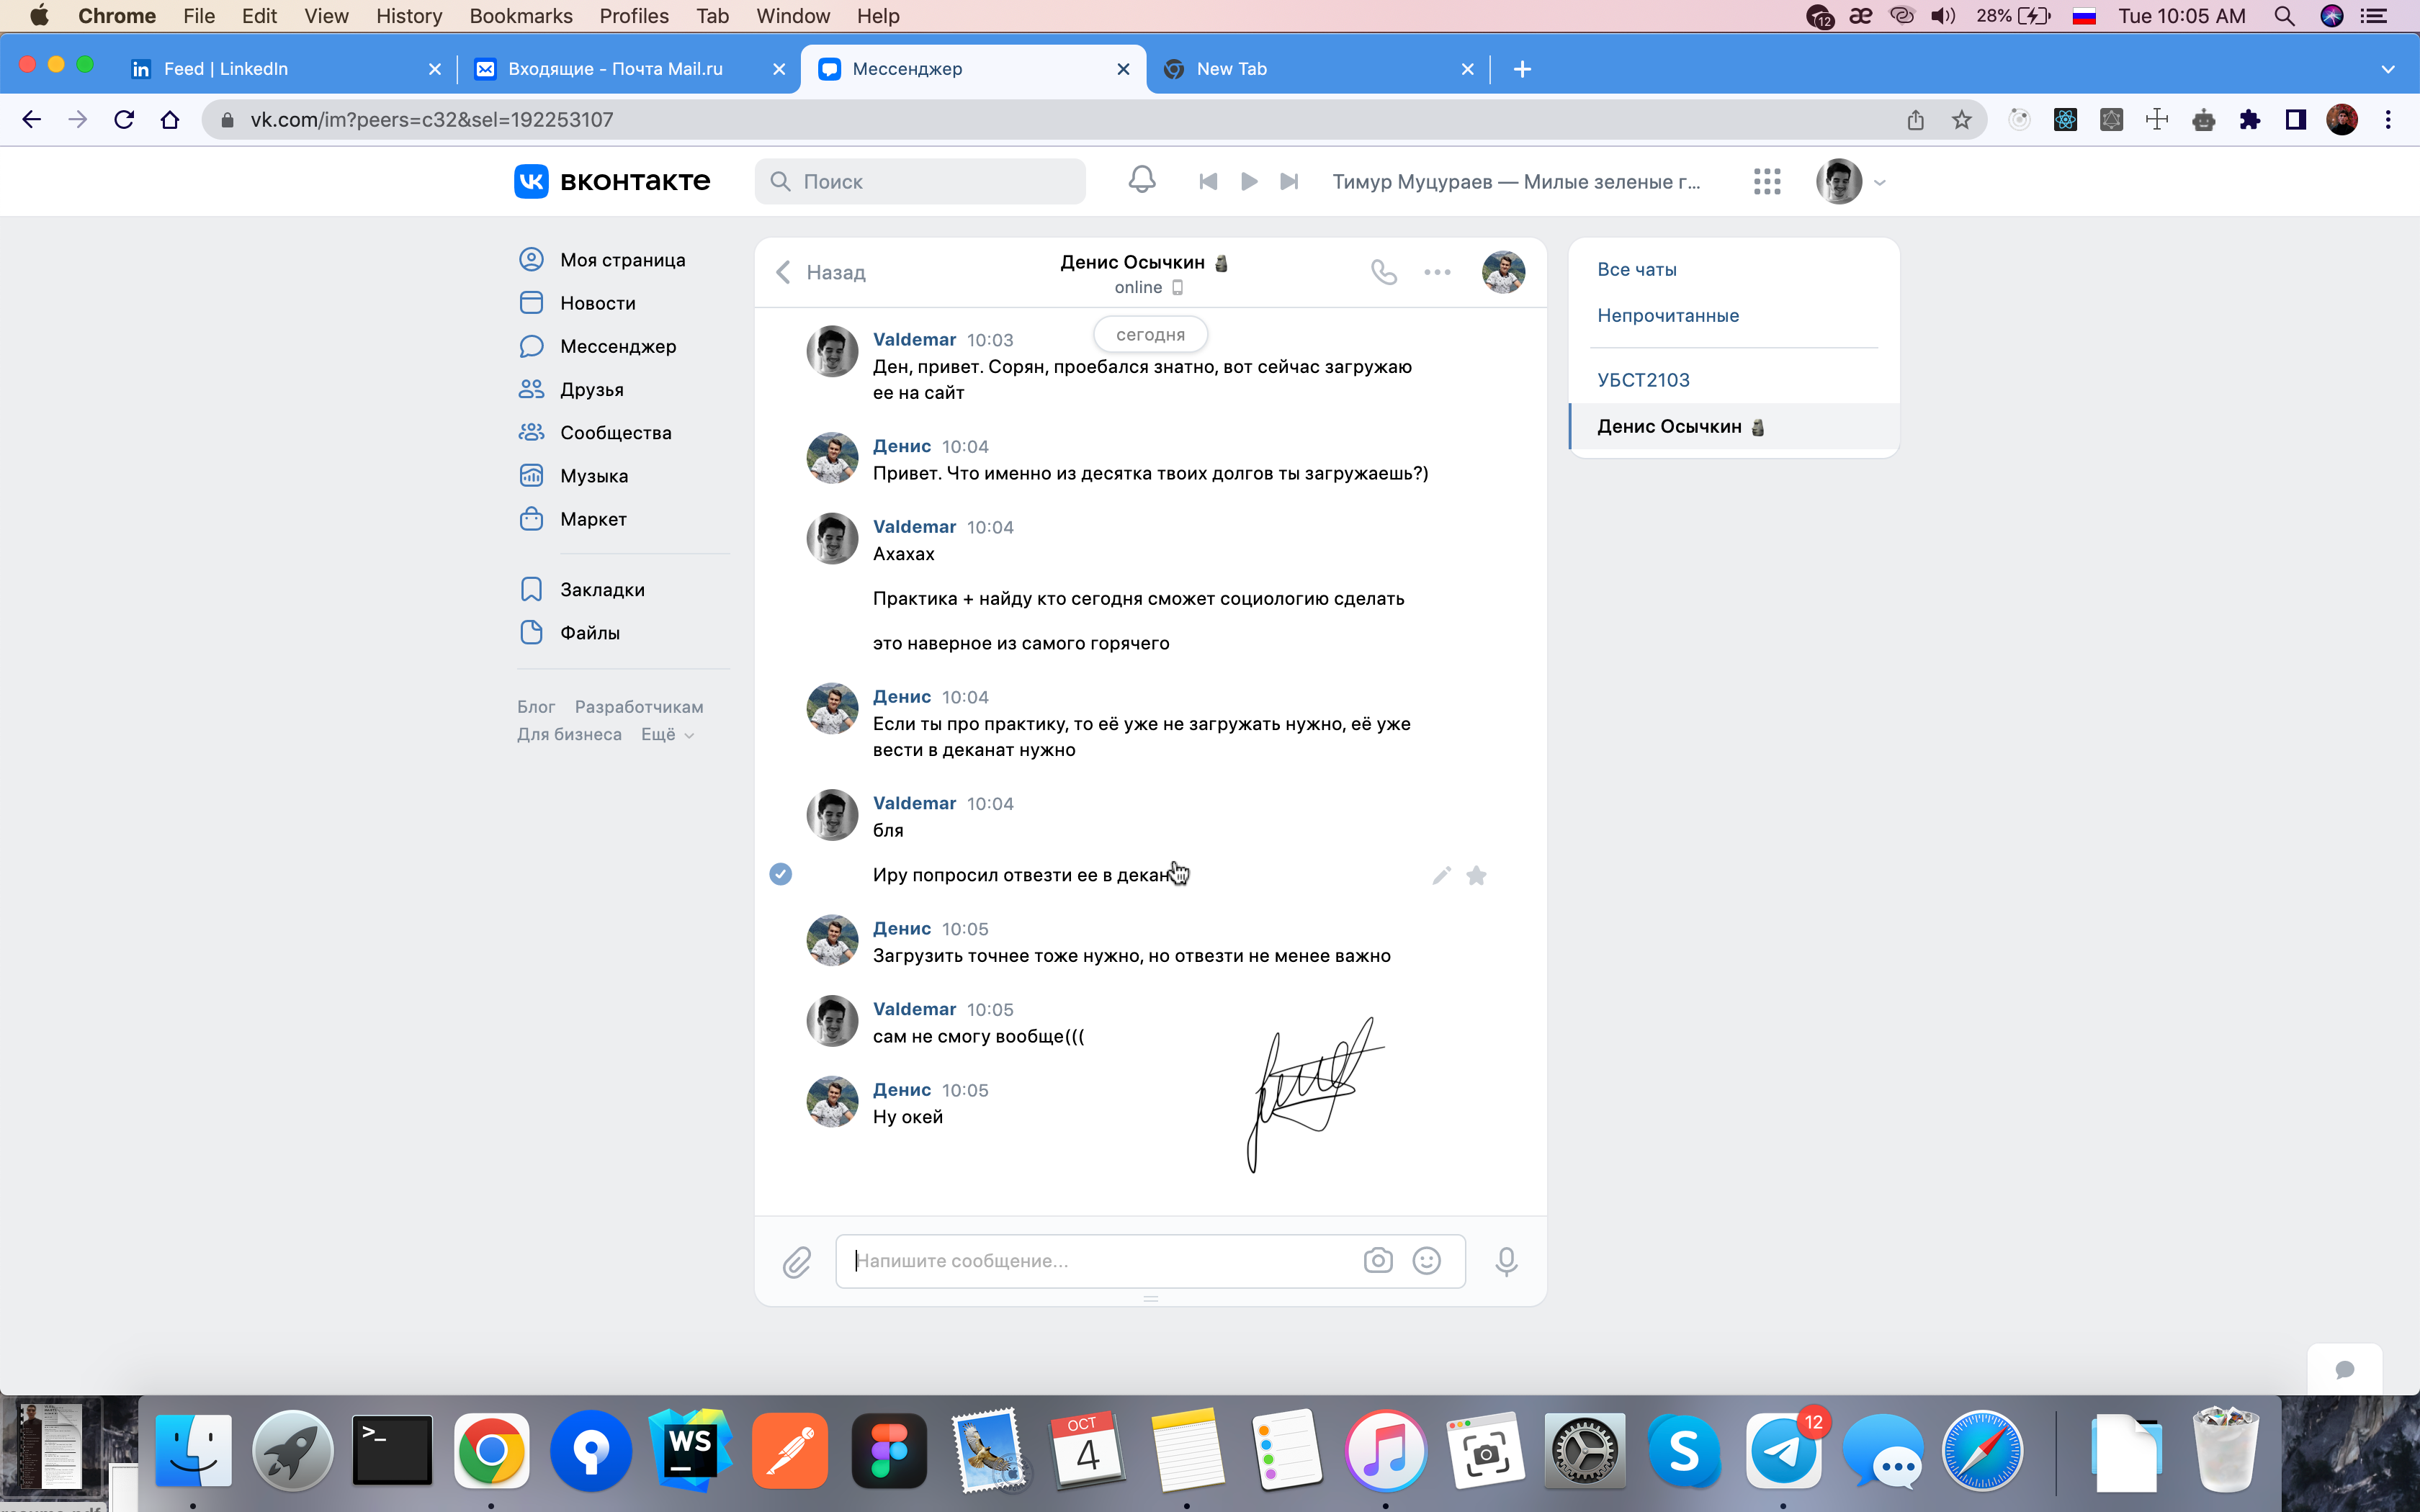 Chrome File Edit View History Bookmarks Profiles Tab Window Help
12 28% Tue 10:05 AM
Feed | LinkedIn
Входящие - Почта Mail.ru
Мессенджер
New Tab
vk.com/im?peers=c32&sel=192253107
вконтакте
Поиск
Тимур Муцураев — Милые зеленые г...
Моя страница
Новости
Мессенджер
Друзья
Сообщества
Музыка
Маркет
Закладки
Файлы
Блог Разработчикам
Для бизнеса Ещё
Назад
Денис Осычкин
online
сегодня
Valdemar 10:03
Ден, привет. Сорян, проебался знатно, вот сейчас загружаю
ее на сайт
Денис 10:04
Привет. Что именно из десятка твоих долгов ты загружаешь?)
Valdemar 10:04
Ахахах
Практика + найду кто сегодня сможет социологию сделать
это наверное из самого горячего
Денис 10:04
Если ты про практику, то её уже не загружать нужно, её уже
вести в деканат нужно
Valdemar 10:04
бля
Иру попросил отвезти ее в декан
Денис 10:05
Загрузить точнее тоже нужно, но отвезти не менее важно
Valdemar 10:05
сам не смогу вообще(((
Денис 10:05
Ну окей
Напишите сообщение...
Все чаты
Непрочитанные
УБСТ2103
Денис Осычкин
WS
OCT
4
12